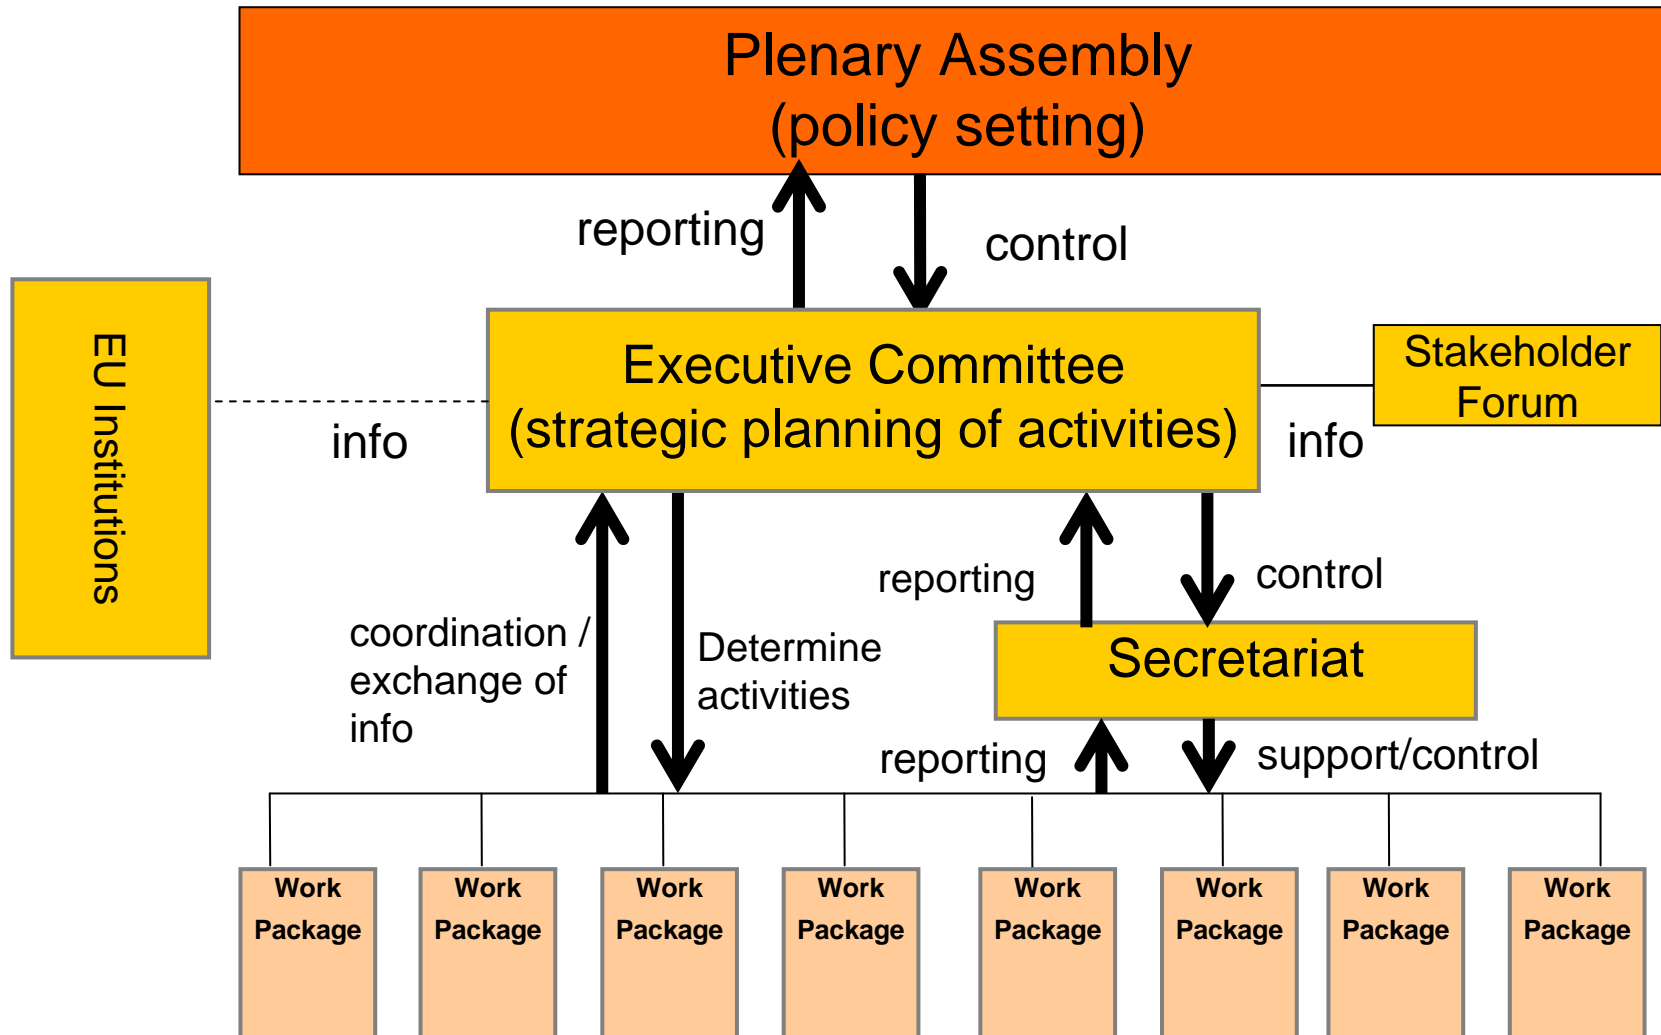 Plenary Assembly
(policy setting)
reporting
control
EU Institutions
info
Executive Committee
(strategic planning of activities)
info
Stakeholder
Forum
coordination /
exchange of
info
Determine
activities
reporting
control
Secretariat
reporting
support/control
Work
Package
Work
Package
Work
Package
Work
Package
Work
Package
Work
Package
Work
Package
Work
Package